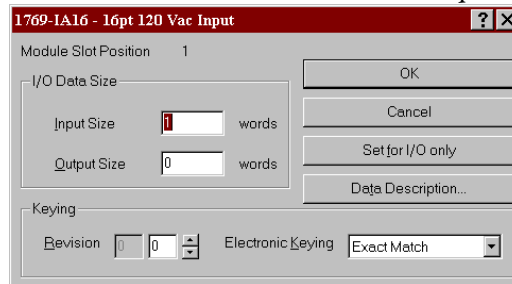 1769-IA16 - 16pt 120 Vac Input
Module Slot Position 1
I/O Data Size
Input Size 1 words
Output Size 0 words
OK
Cancel
Set for I/O only
Data Description...
Keying
Revision 0 0 Electronic Keying Exact Match